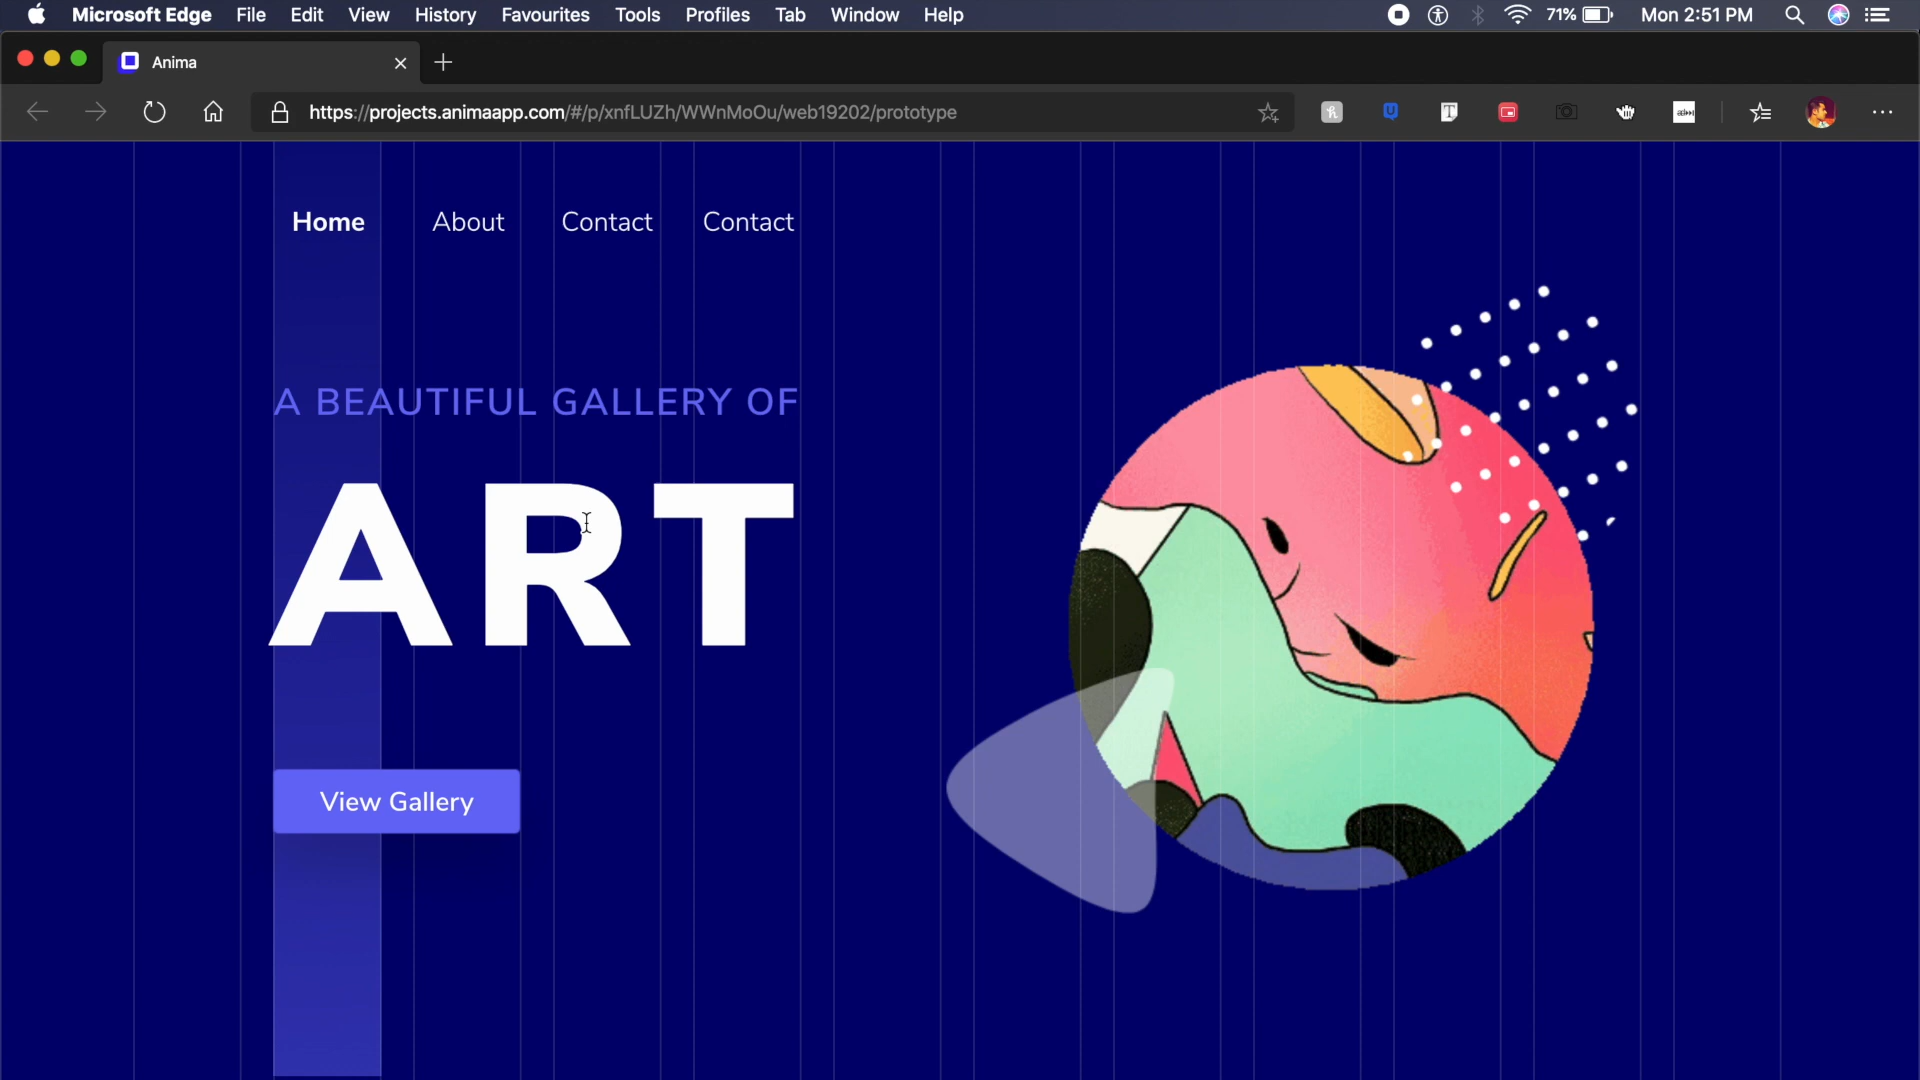 Microsoft Edge File Edit View History Favourites Tools Profiles Tab Window Help 71% Mon 2:51 PM
Anima
https://projects.animaapp.com/#/p/xnfLUZh/WWnMoOu/web19202/prototype
Home About Contact Contact
A BEAUTIFUL GALLERY OF
ART
View Gallery